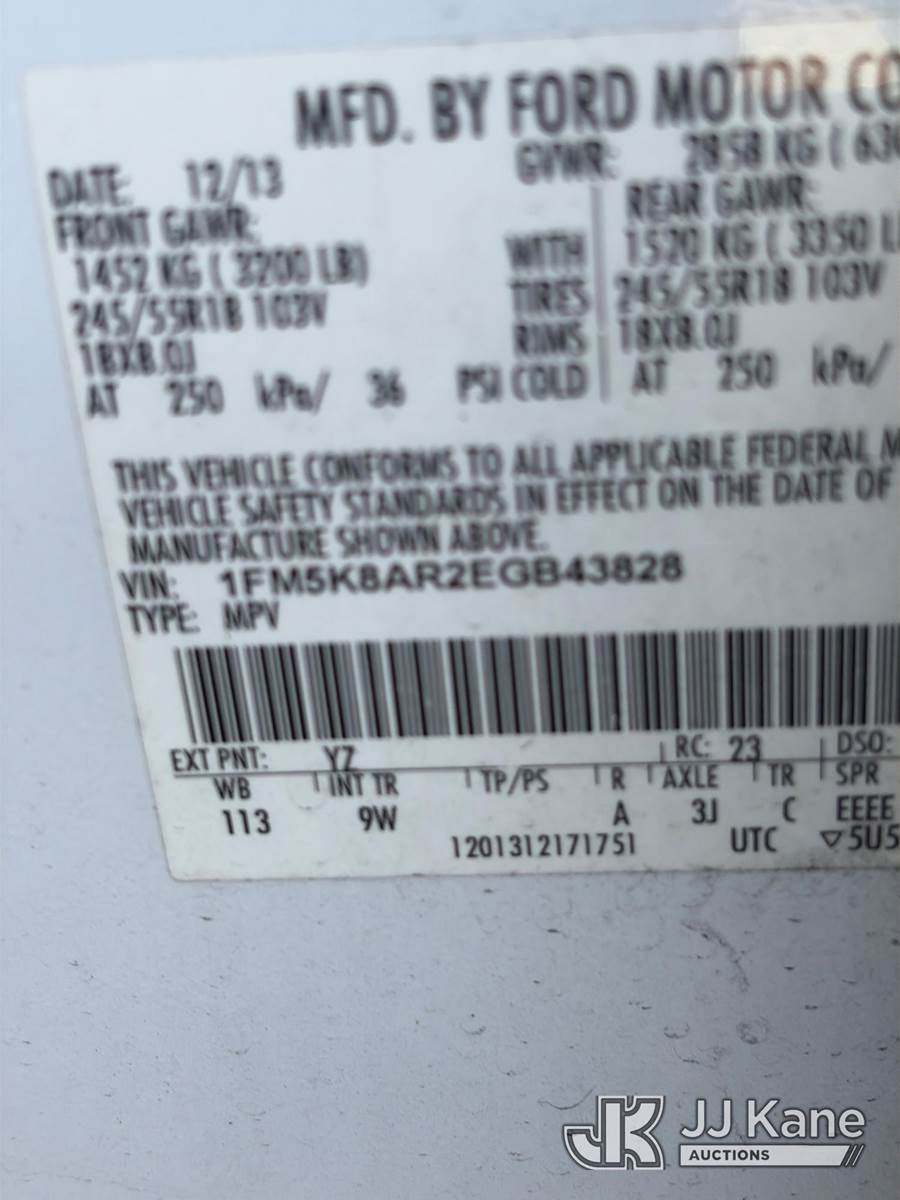 MFD. BY FORD MOTOR CO
DATE: 12/13 GVWR: 2858 KG ( 630
FRONT GAWR: REAR GAWR:
1452 KG ( 3200 LB) WITH 1520 KG ( 3350 L
245/55R18 103V TIRES 245/55R18 103V
18X8.0J RIMS 18X8.0J
AT 250 kPa/ 36 PSI COLD AT 250 kPa/
THIS VEHICLE CONFORMS TO ALL APPLICABLE FEDERAL M
VEHICLE SAFETY STANDARDS IN EFFECT ON THE DATE OF
MANUFACTURE SHOWN ABOVE.
VIN: 1FM5K8AR2EGB43828
TYPE: MPV
EXT PNT: YZ RC: 23 DSO:
WB INT TR TP/PS R AXLE TR SPR
113 9W A 3J C EEEE
1201312171751 UTC ▽5U5
JK JJ Kane
AUCTIONS